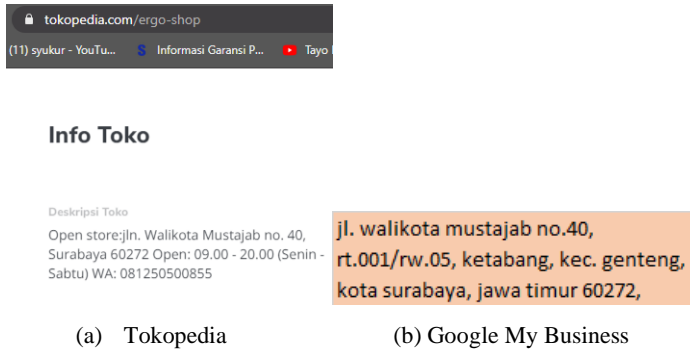 tokopedia.com/ergo-shop
(11) syukur - YouTu... S Informasi Garansi P... Tayo
Info Toko
Deskripsi Toko
Open store:jln. Walikota Mustajab no. 40,
Surabaya 60272 Open: 09.00 - 20.00 (Senin -
Sabtu) WA: 081250500855
jl. walikota mustajab no.40,
rt.001/rw.05, ketabang, kec. genteng,
kota surabaya, jawa timur 60272,
(a) Tokopedia
(b) Google My Business